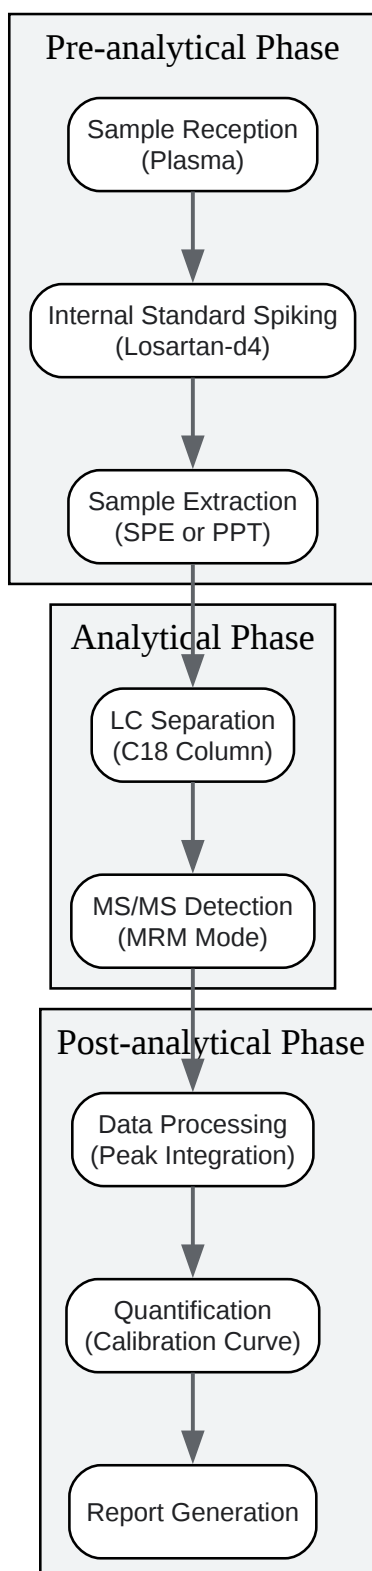 Pre-analytical Phase
Sample Reception
(Plasma)
Internal Standard Spiking
(Losartan-d4)
Sample Extraction
(SPE or PPT)
Analytical Phase
LC Separation
(C18 Column)
MS/MS Detection
(MRM Mode)
Post-analytical Phase
Data Processing
(Peak Integration)
Quantification
(Calibration Curve)
Report Generation